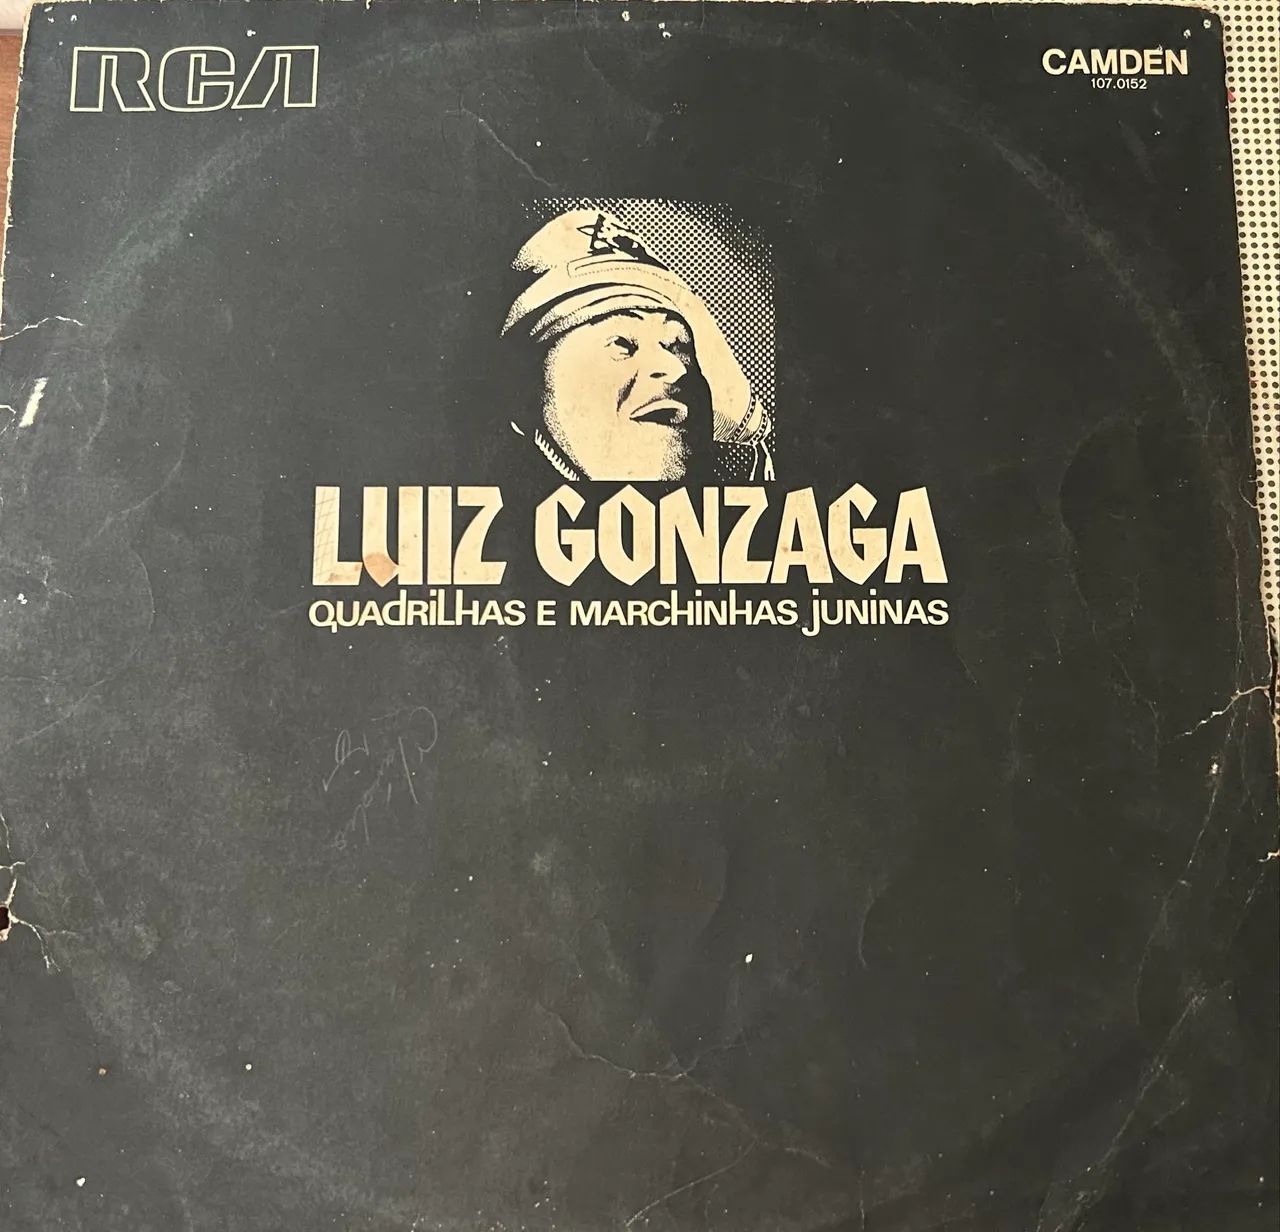 RCA
CAMDEN
107.0152
LUIZ GONZAGA
QUADRILHAS E MARCHINHAS JUNINAS